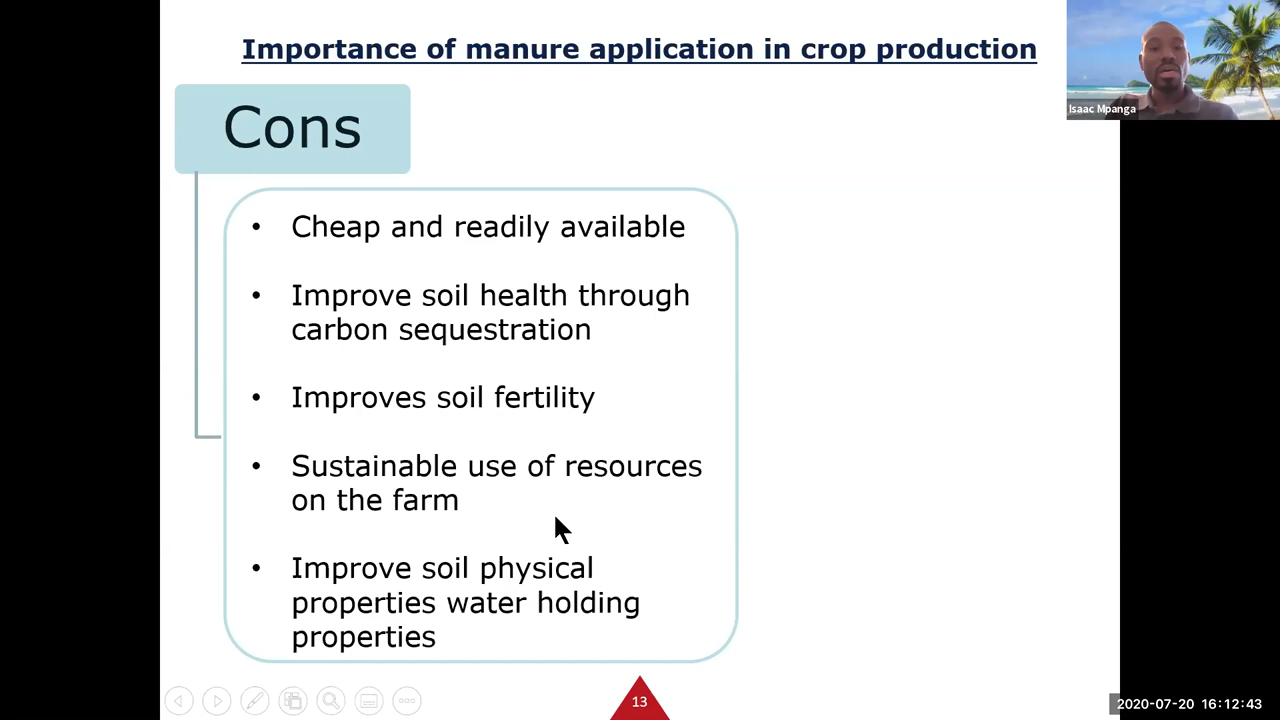 Importance of manure application in crop production
Isaac Mpanga
Cons
• Cheap and readily available
• Improve soil health through
carbon sequestration
• Improves soil fertility
• Sustainable use of resources
on the farm
• Improve soil physical
properties water holding
properties
13
2020-07-20 16:12:43